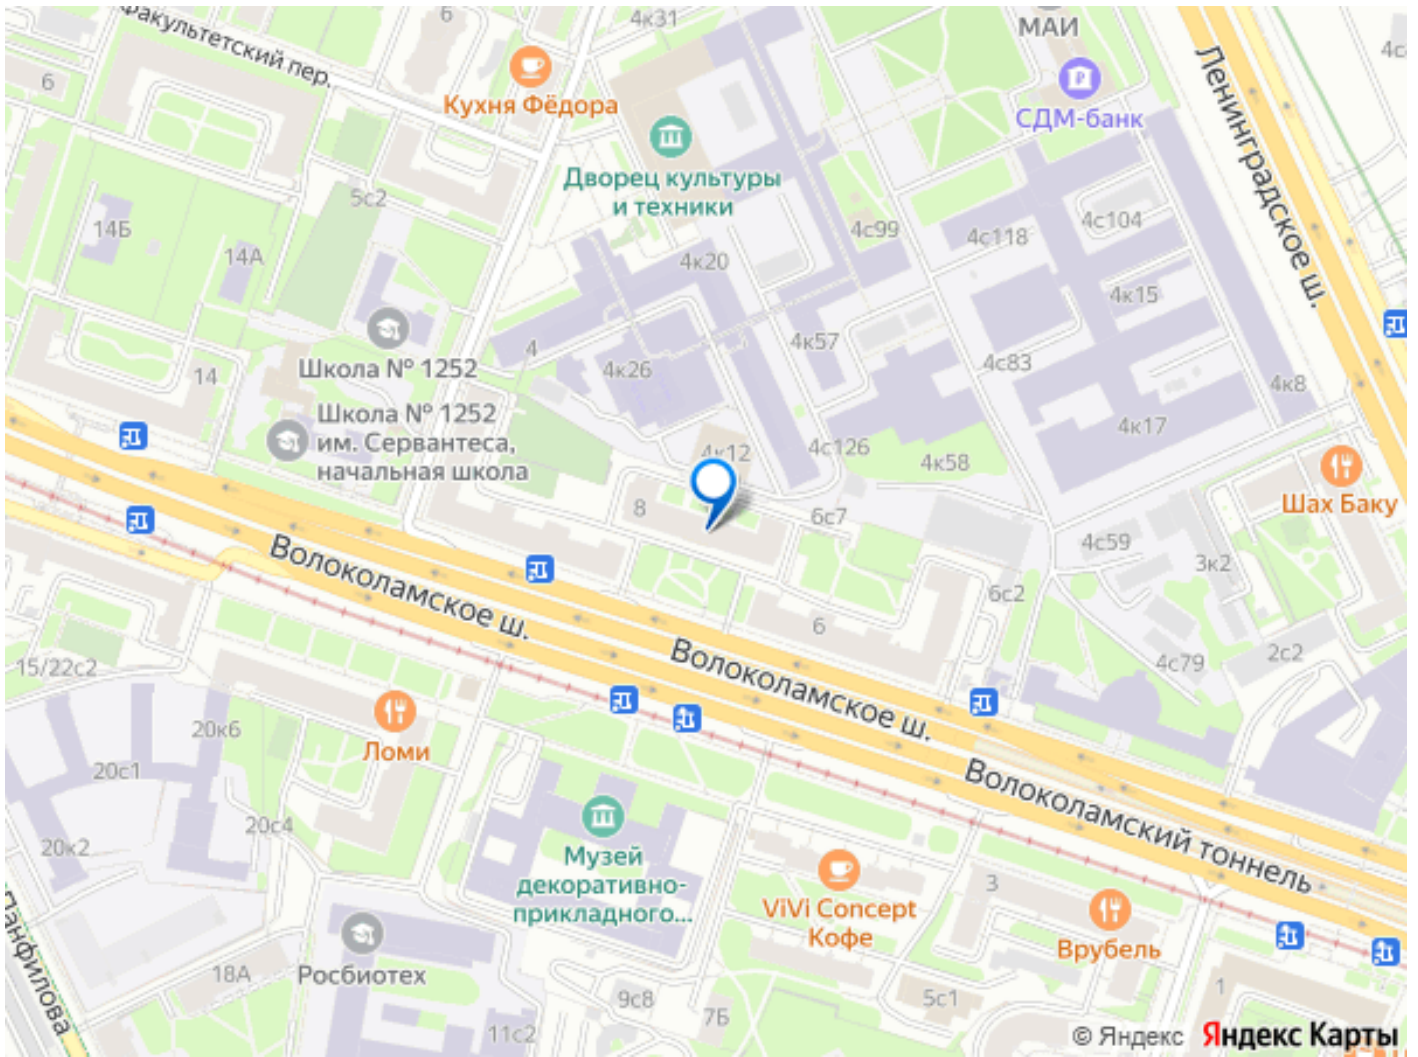 Факультетский пер.
6
4к31
МАИ
6
Кухня Фёдора
СДМ-банк
Ленинградское ш.
Дворец культуры
и техники
5с2
14Б
14А
4с99
4с118
4с104
4к20
4к15
Школа № 1252
4
4к26
4к57
4с83
4к8
14
Школа № 1252
им. Сервантеса,
начальная школа
4к12
4с126
4к58
4к17
Шах Баку
8
6с7
4с59
3к2
Волоколамское ш.
6с2
6
Волоколамское ш.
4с79
2с2
15/22с2
20к6
Ломи
20с1
Волоколамский тоннель
20с4
20к2
Музей
декоративно-
прикладного...
ViVi Concept
Кофе
3
Врубель
Панфилова
18А
Росбиотех
9с8
7Б
5с1
1
11с2
© Яндекс Яндекс Карты